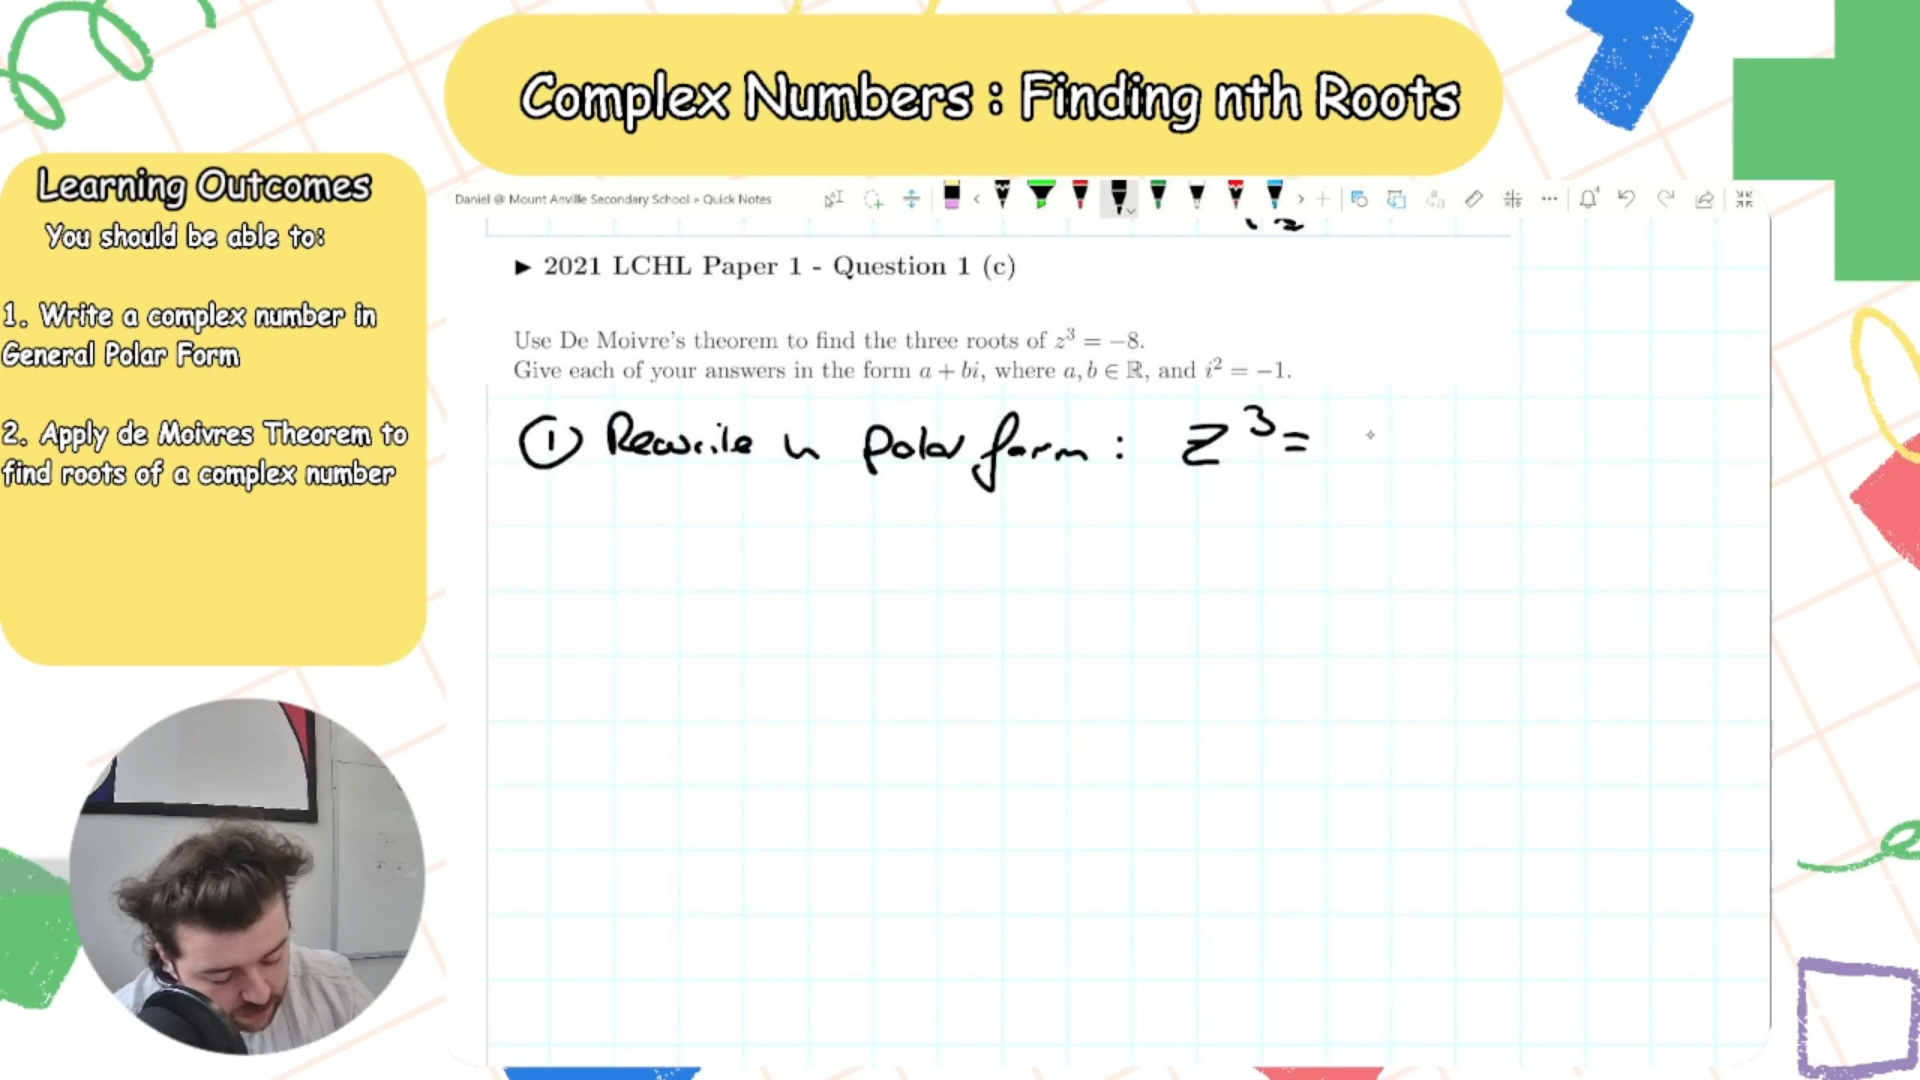 Complex Numbers : Finding nth Roots
Learning Outcomes
You should be able to:
1. Write a complex number in
General Polar Form
2. Apply de Moivres Theorem to
find roots of a complex number
Daniel @ Mount Anville Secondary School » Quick Notes
▶ 2021 LCHL Paper 1 - Question 1 (c)
Use De Moivre's theorem to find the three roots of z³ = −8.
Give each of your answers in the form a + bi, where a, b ∈ ℝ, and i² = −1.
① Rewrite in polar form : z³ =